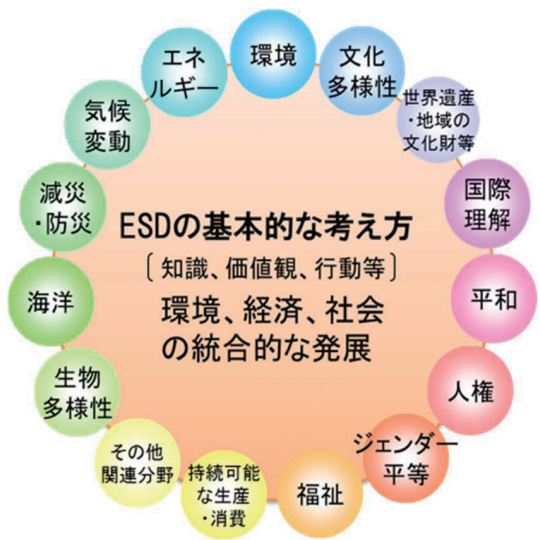 環境
文化
多様性
世界遺産
・地域の
文化財等
国際
理解
平和
人権
ジェンダー
平等
福祉
持続可能
な生産
・消費
その他
関連分野
生物
多様性
海洋
減災
・防災
気候
変動
エネ
ルギー
ESDの基本的な考え方
〔知識、価値観、行動等〕
環境、経済、社会
の統合的な発展